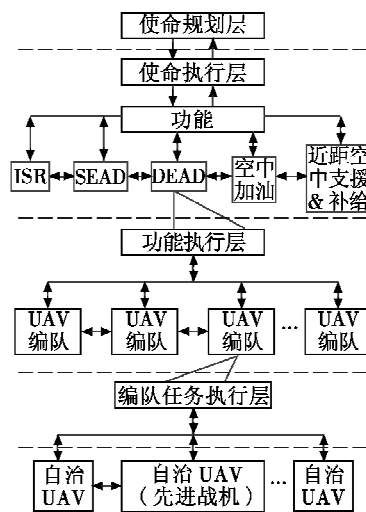 使命规划层
使命执行层
功能
ISR
SEAD
DEAD
空中
加油
近距空
中支援
&补给
功能执行层
UAV
编队
UAV
编队
UAV
编队
...
UAV
编队
编队任务执行层
自治
UAV
自治 UAV
(先进战机)
...
自治
UAV